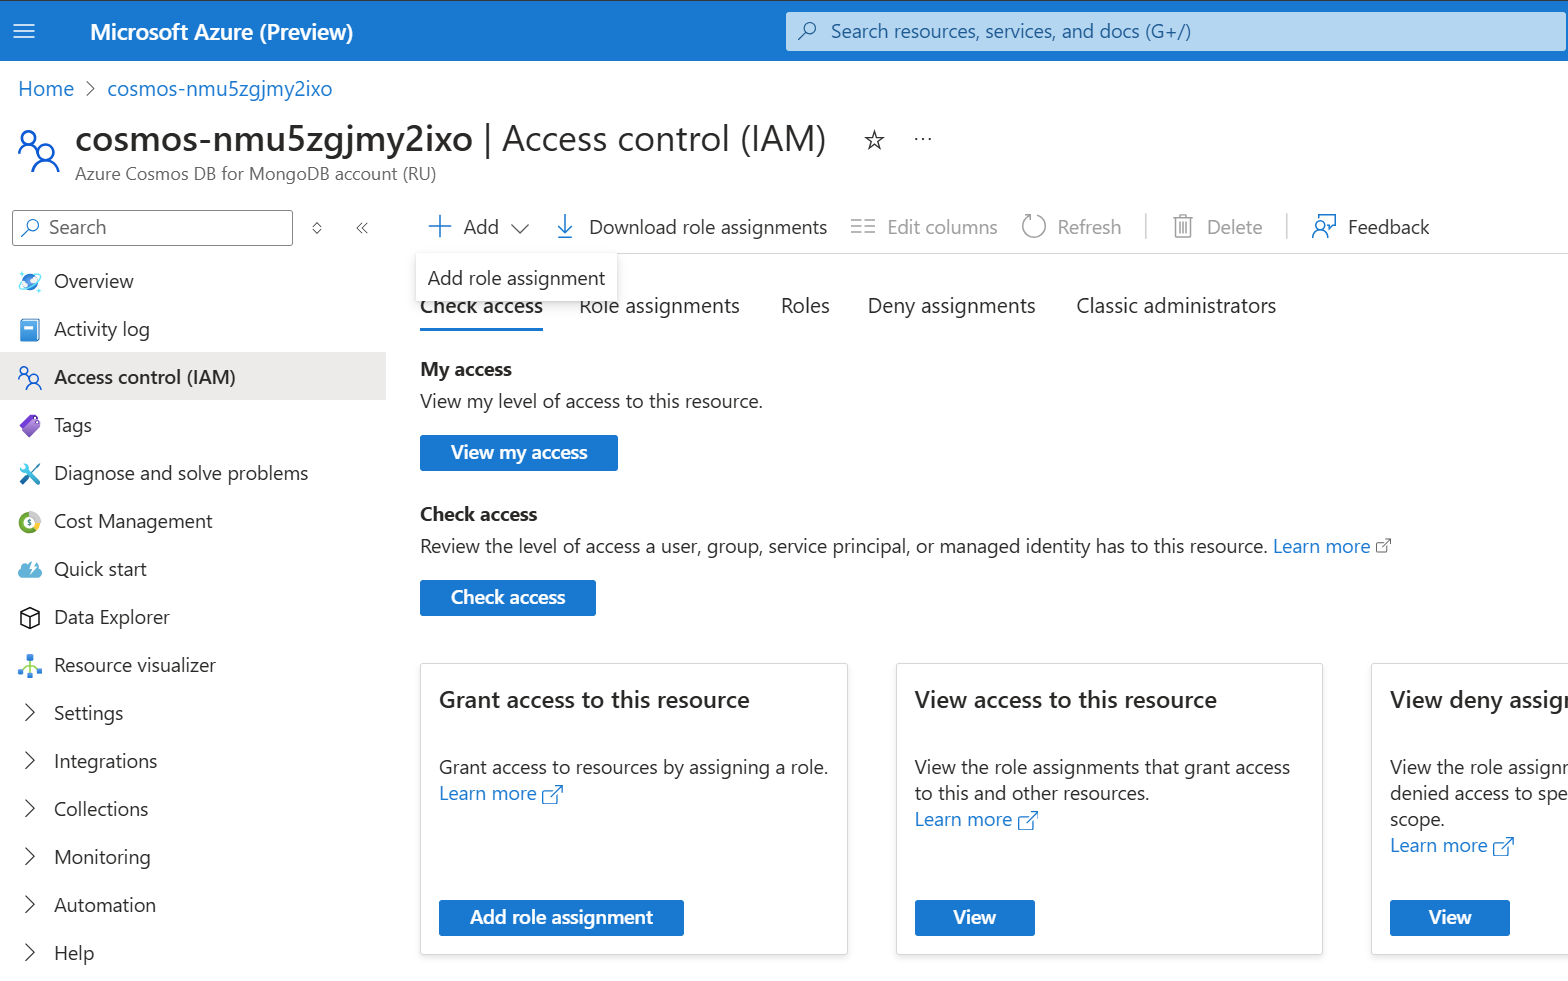 Microsoft Azure (Preview)
Search resources, services, and docs (G+/)
Home > cosmos-nmu5zgjmy2ixo
cosmos-nmu5zgjmy2ixo | Access control (IAM)
Azure Cosmos DB for MongoDB account (RU)
Search
Overview
Activity log
Access control (IAM)
Tags
Diagnose and solve problems
Cost Management
Quick start
Data Explorer
Resource visualizer
Settings
Integrations
Collections
Monitoring
Automation
Help
Add
Download role assignments
Edit columns
Refresh
Delete
Feedback
Add role assignment
Check access
Role assignments
Roles
Deny assignments
Classic administrators
My access
View my level of access to this resource.
View my access
Check access
Review the level of access a user, group, service principal, or managed identity has to this resource. Learn more
Check access
Grant access to this resource
Grant access to resources by assigning a role.
Learn more
Add role assignment
View access to this resource
View the role assignments that grant access
to this and other resources.
Learn more
View
View deny
View the role
denied access to
scope.
Learn more
View